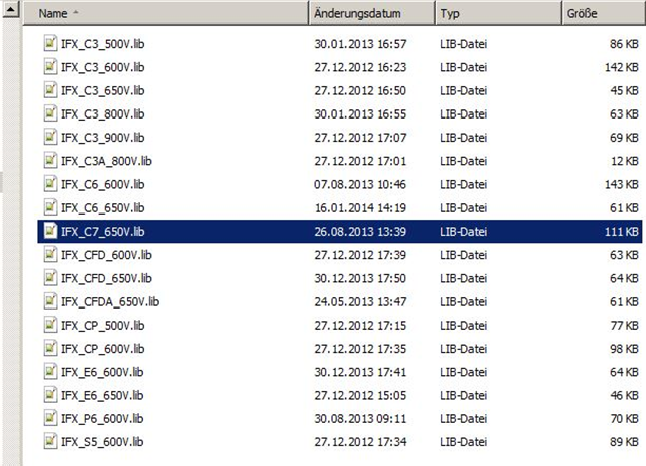 Name Änderungsdatum Typ Größe
IFX_C3_500V.lib 30.01.2013 16:57 LIB-Datei 86 KB
IFX_C3_600V.lib 27.12.2012 16:23 LIB-Datei 142 KB
IFX_C3_650V.lib 27.12.2012 16:50 LIB-Datei 45 KB
IFX_C3_800V.lib 30.01.2013 16:55 LIB-Datei 63 KB
IFX_C3_900V.lib 27.12.2012 17:07 LIB-Datei 69 KB
IFX_C3A_800V.lib 27.12.2012 17:01 LIB-Datei 12 KB
IFX_C6_600V.lib 07.08.2013 10:46 LIB-Datei 143 KB
IFX_C6_650V.lib 16.01.2014 14:19 LIB-Datei 61 KB
IFX_C7_650V.lib 26.08.2013 13:39 LIB-Datei 111 KB
IFX_CFD_600V.lib 27.12.2012 17:39 LIB-Datei 63 KB
IFX_CFD_650V.lib 30.12.2013 17:50 LIB-Datei 64 KB
IFX_CFDA_650V.lib 24.05.2013 13:47 LIB-Datei 61 KB
IFX_CP_500V.lib 27.12.2012 17:15 LIB-Datei 77 KB
IFX_CP_600V.lib 27.12.2012 17:35 LIB-Datei 98 KB
IFX_E6_600V.lib 30.12.2013 17:41 LIB-Datei 64 KB
IFX_E6_650V.lib 27.12.2012 15:05 LIB-Datei 46 KB
IFX_P6_600V.lib 30.08.2013 09:11 LIB-Datei 70 KB
IFX_S5_600V.lib 27.12.2012 17:34 LIB-Datei 89 KB